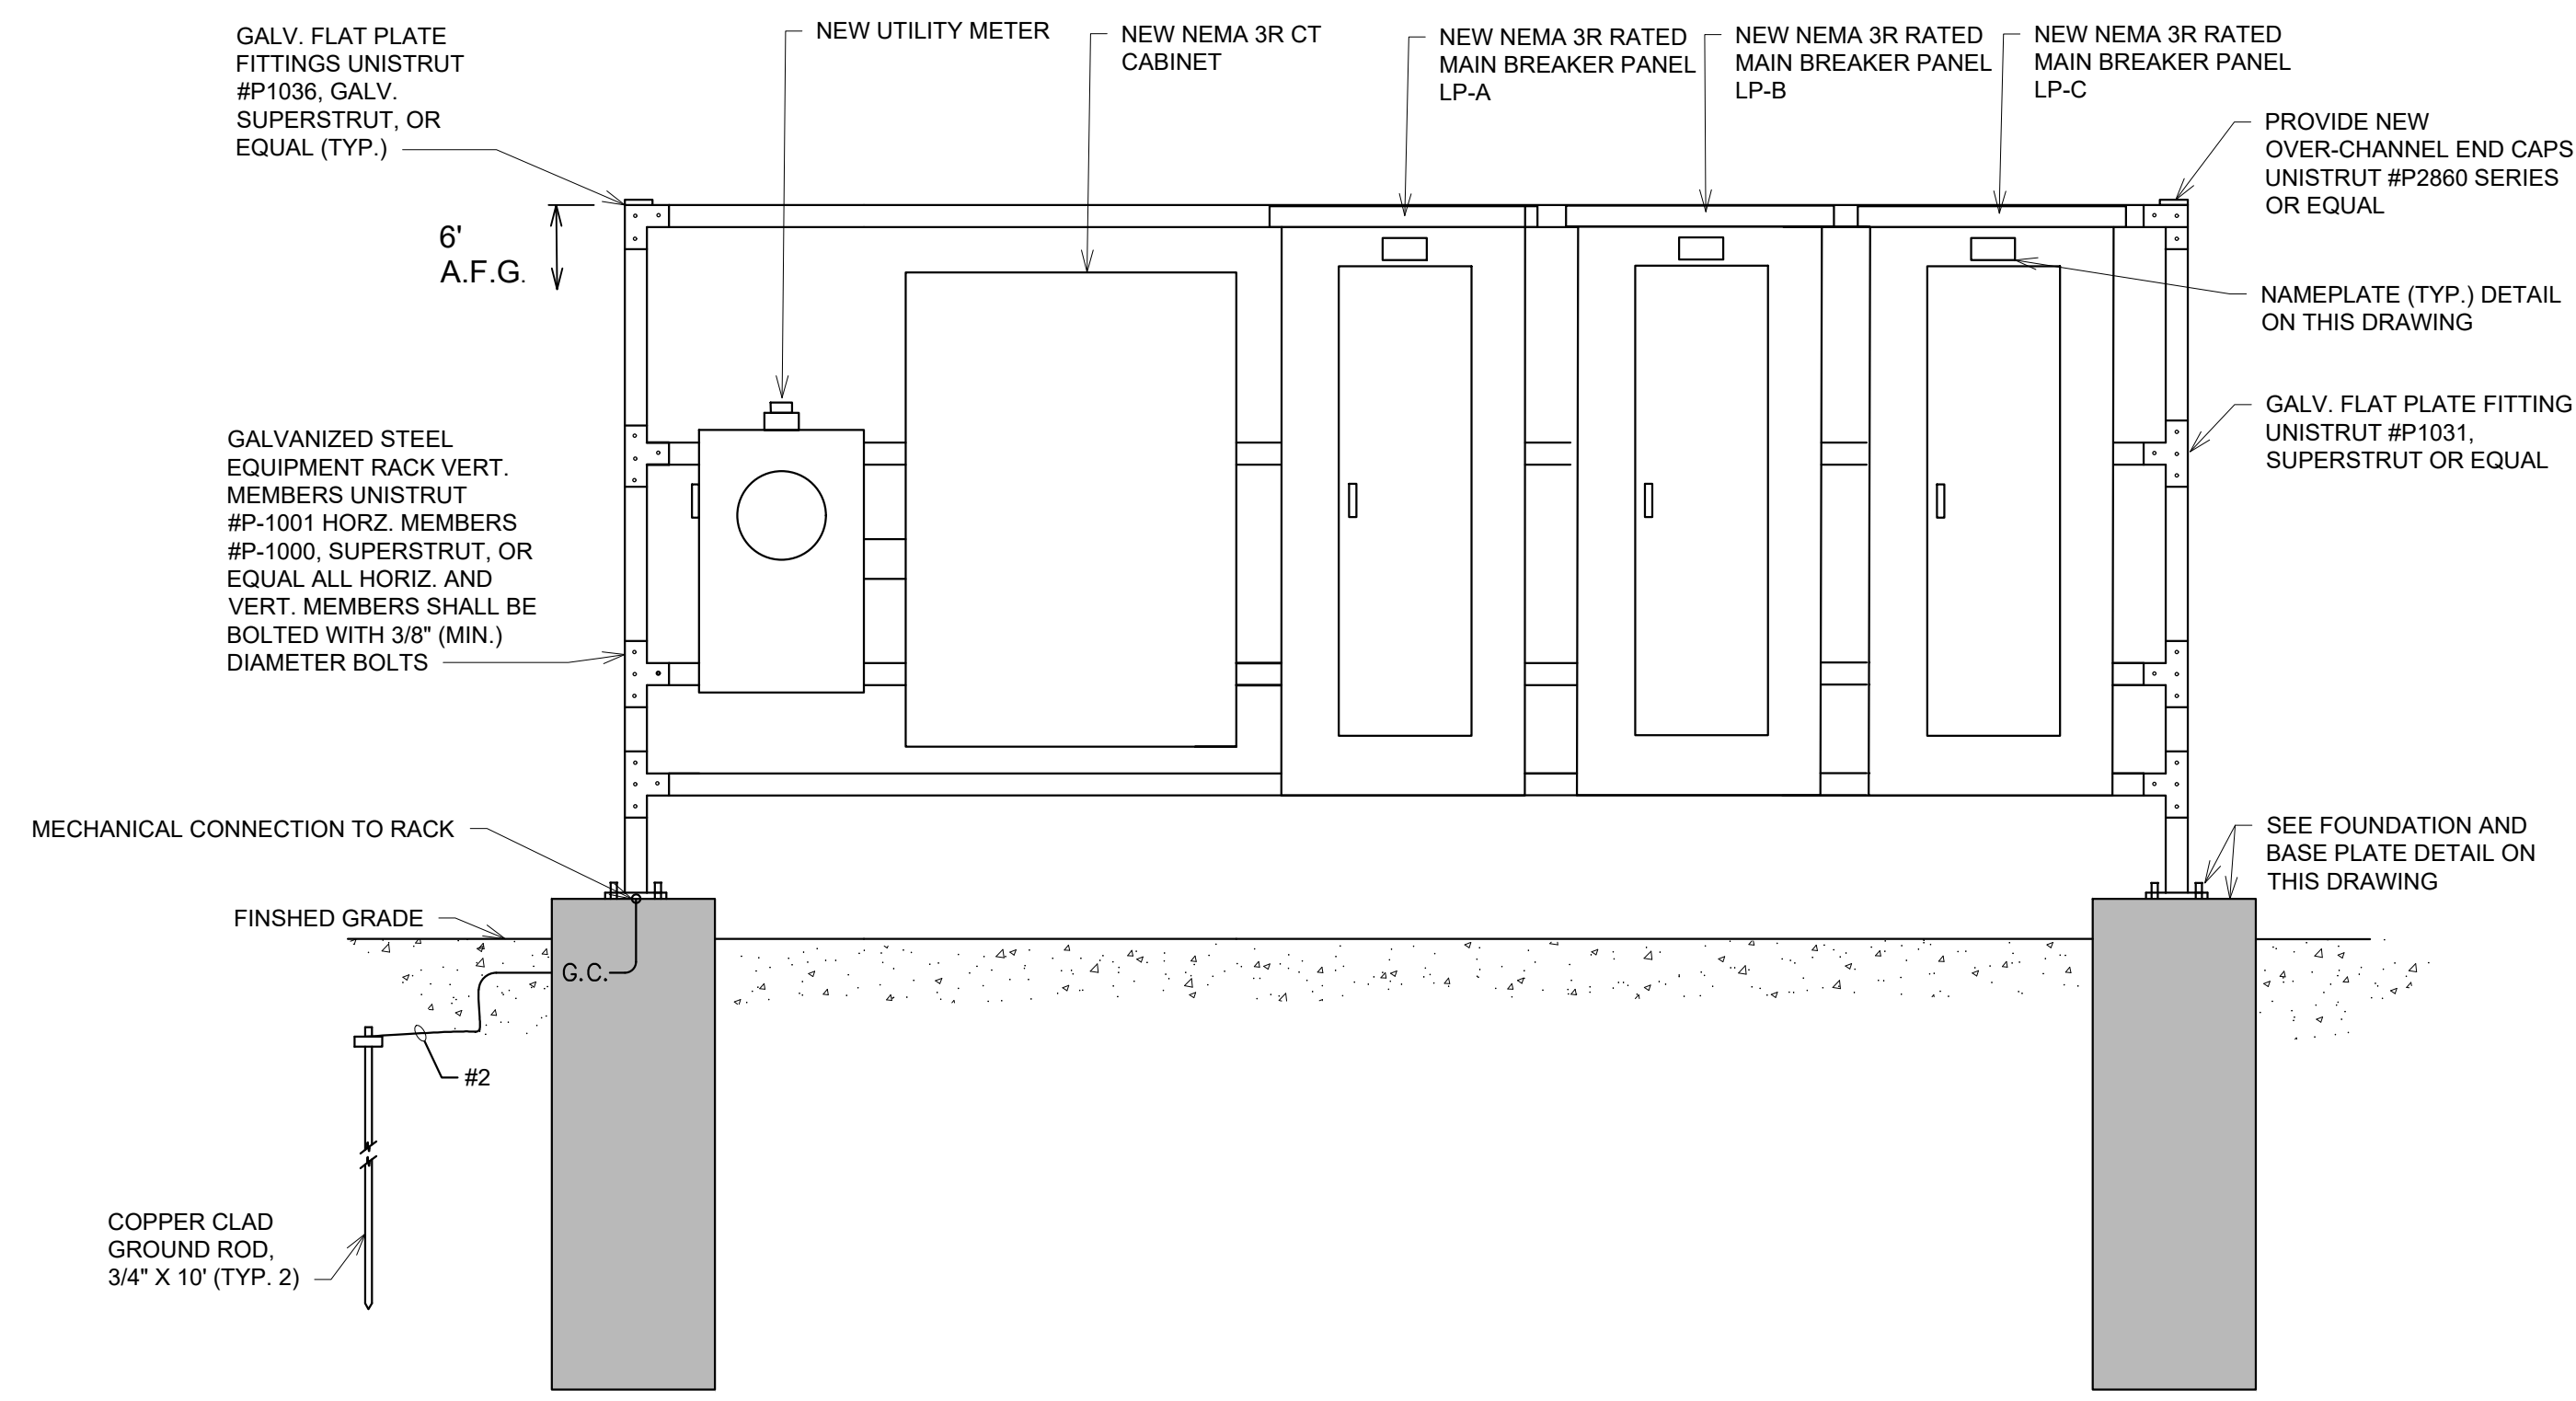 GALV. FLAT PLATE
FITTINGS UNISTRUT
#P1036, GALV.
SUPERSTRUT, OR
EQUAL (TYP.)
NEW UTILITY METER
NEW NEMA 3R CT
CABINET
NEW NEMA 3R RATED
MAIN BREAKER PANEL
LP-A
NEW NEMA 3R RATED
MAIN BREAKER PANEL
LP-B
NEW NEMA 3R RATED
MAIN BREAKER PANEL
LP-C
PROVIDE NEW
OVER-CHANNEL END CAPS
UNISTRUT #P2860 SERIES
OR EQUAL
6'
A.F.G.
NAMEPLATE (TYP.) DETAIL
ON THIS DRAWING
GALV. FLAT PLATE FITTING
UNISTRUT #P1031,
SUPERSTRUT OR EQUAL
GALVANIZED STEEL
EQUIPMENT RACK VERT.
MEMBERS UNISTRUT
#P-1001 HORZ. MEMBERS
#P-1000, SUPERSTRUT, OR
EQUAL ALL HORIZ. AND
VERT. MEMBERS SHALL BE
BOLTED WITH 3/8" (MIN.)
DIAMETER BOLTS
MECHANICAL CONNECTION TO RACK
SEE FOUNDATION AND
BASE PLATE DETAIL ON
THIS DRAWING
FINSHED GRADE
G.C.
#2
COPPER CLAD
GROUND ROD,
3/4" X 10' (TYP. 2)